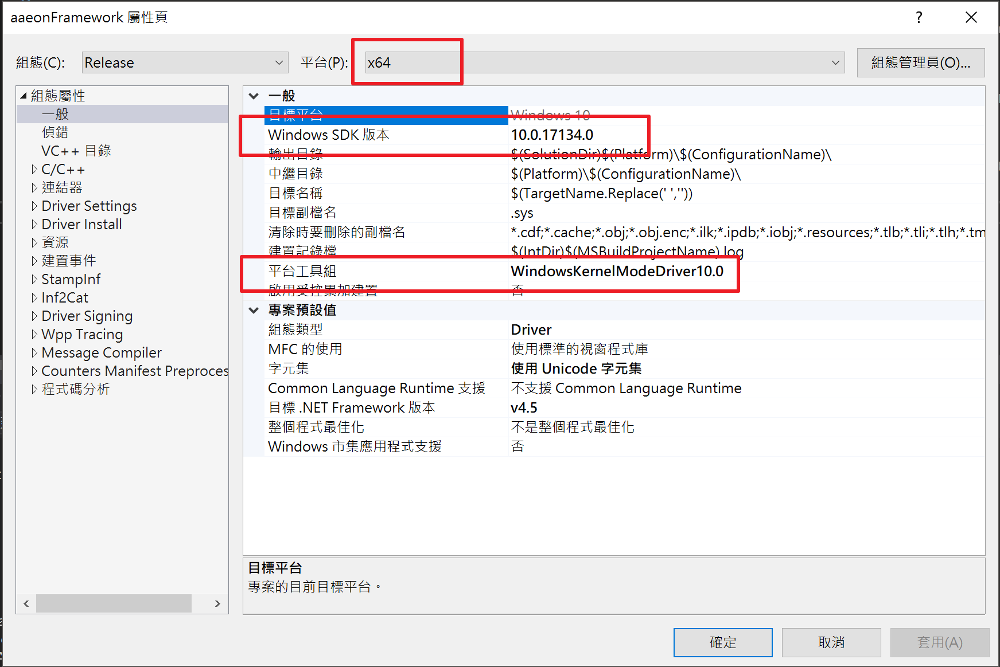 aaeonFramework 屬性頁
?
組態(C):
Release
平台(P):
x64
組態管理員(O)...
組態屬性
一般
偵錯
VC++ 目錄
C/C++
連結器
Driver Settings
Driver Install
資源
建置事件
StampInf
Inf2Cat
Driver Signing
Wpp Tracing
Message Compiler
Counters Manifest Preproces
程式碼分析
一般
目標平台 Windows 10
Windows SDK 版本 10.0.17134.0
輸出目錄 $(SolutionDir)$(Platform)\$(ConfigurationName)\
中繼目錄 $(Platform)\$(ConfigurationName)\
目標名稱 $(TargetName.Replace(' ',''))
目標副檔名 .sys
清除時要刪除的副檔名 *.cdf;*.cache;*.obj;*.obj.enc;*.ilk;*.ipdb;*.iobj;*.resources;*.tlb;*.tli;*.tlh;*.tm
建置記錄檔 $(IntDir)$(MSBuildProjectName).log
平台工具組 WindowsKernelModeDriver10.0
啟用受控累加建置 否
專案預設值
組態類型 Driver
MFC 的使用 使用標準的視窗程式庫
字元集 使用 Unicode 字元集
Common Language Runtime 支援 不支援 Common Language Runtime
目標 .NET Framework 版本 v4.5
整個程式最佳化 不是整個程式最佳化
Windows 市集應用程式支援 否
目標平台
專案的目前目標平台。
確定
取消
套用(A)